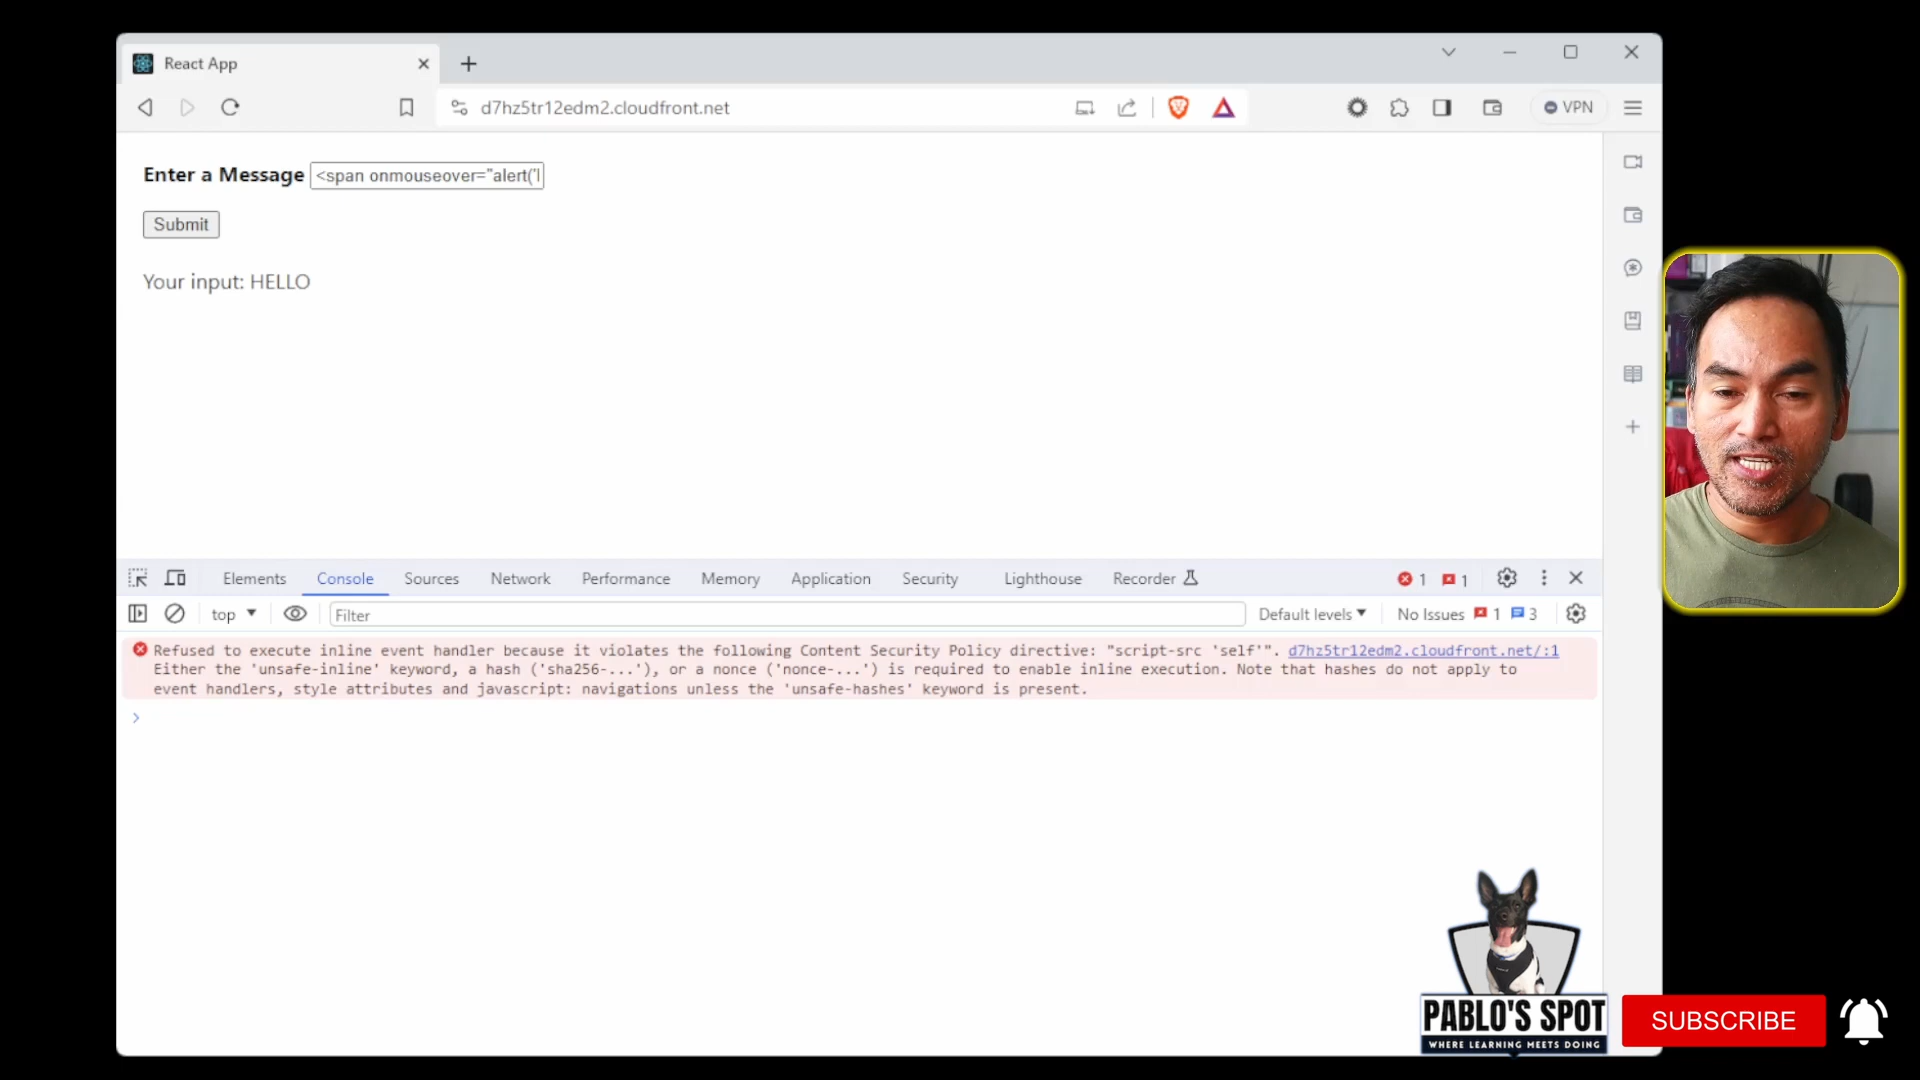 React App
d7hz5tr12edm2.cloudfront.net
VPN
Enter a Message <span onmouseover="alert('
Submit
Your input: HELLO
Elements Console Sources Network Performance Memory Application Security Lighthouse Recorder 1 1
top Filter Default levels No Issues 1 3
Refused to execute inline event handler because it violates the following Content Security Policy directive: "script-src 'self'". d7hz5tr12edm2.cloudfront.net/:1
Either the 'unsafe-inline' keyword, a hash ('sha256-...'), or a nonce ('nonce-...') is required to enable inline execution. Note that hashes do not apply to
event handlers, style attributes and javascript: navigations unless the 'unsafe-hashes' keyword is present.
PABLO'S SPOT
WHERE LEARNING MEETS DOING
SUBSCRIBE